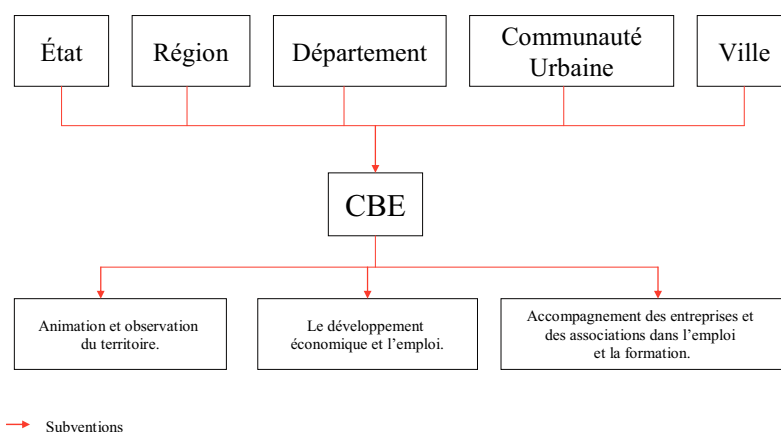 État
Région
Département
Communauté
Urbaine
Ville
CBE
Animation et observation
du territoire.
Le développement
économique et l’emploi.
Accompagnement des entreprises et
des associations dans l’emploi
et la formation.
Subventions